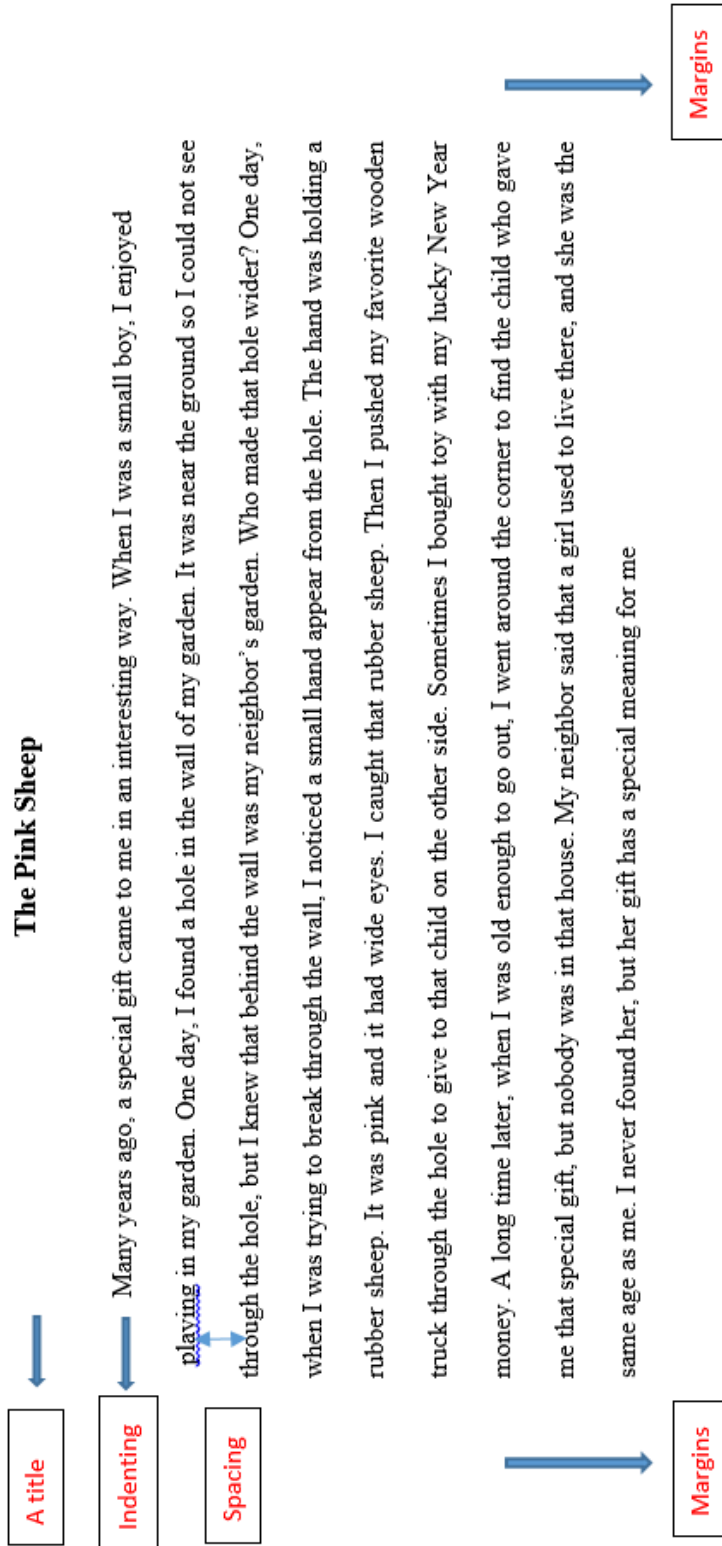 The Pink Sheep
A title
Indenting
Many years ago, a special gift came to me in an interesting way. When I was a small boy, I enjoyed
playing in my garden. One day, I found a hole in the wall of my garden. It was near the ground so I could not see
Spacing
through the hole, but I knew that behind the wall was my neighbor's garden. Who made that hole wider? One day,
when I was trying to break through the wall, I noticed a small hand appear from the hole. The hand was holding a
rubber sheep. It was pink and it had wide eyes. I caught that rubber sheep. Then I pushed my favorite wooden
truck through the hole to give to that child on the other side. Sometimes I bought toy with my lucky New Year
money. A long time later, when I was old enough to go out, I went around the corner to find the child who gave
me that special gift, but nobody was in that house. My neighbor said that a girl used to live there, and she was the
same age as me. I never found her, but her gift has a special meaning for me
Margins
Margins